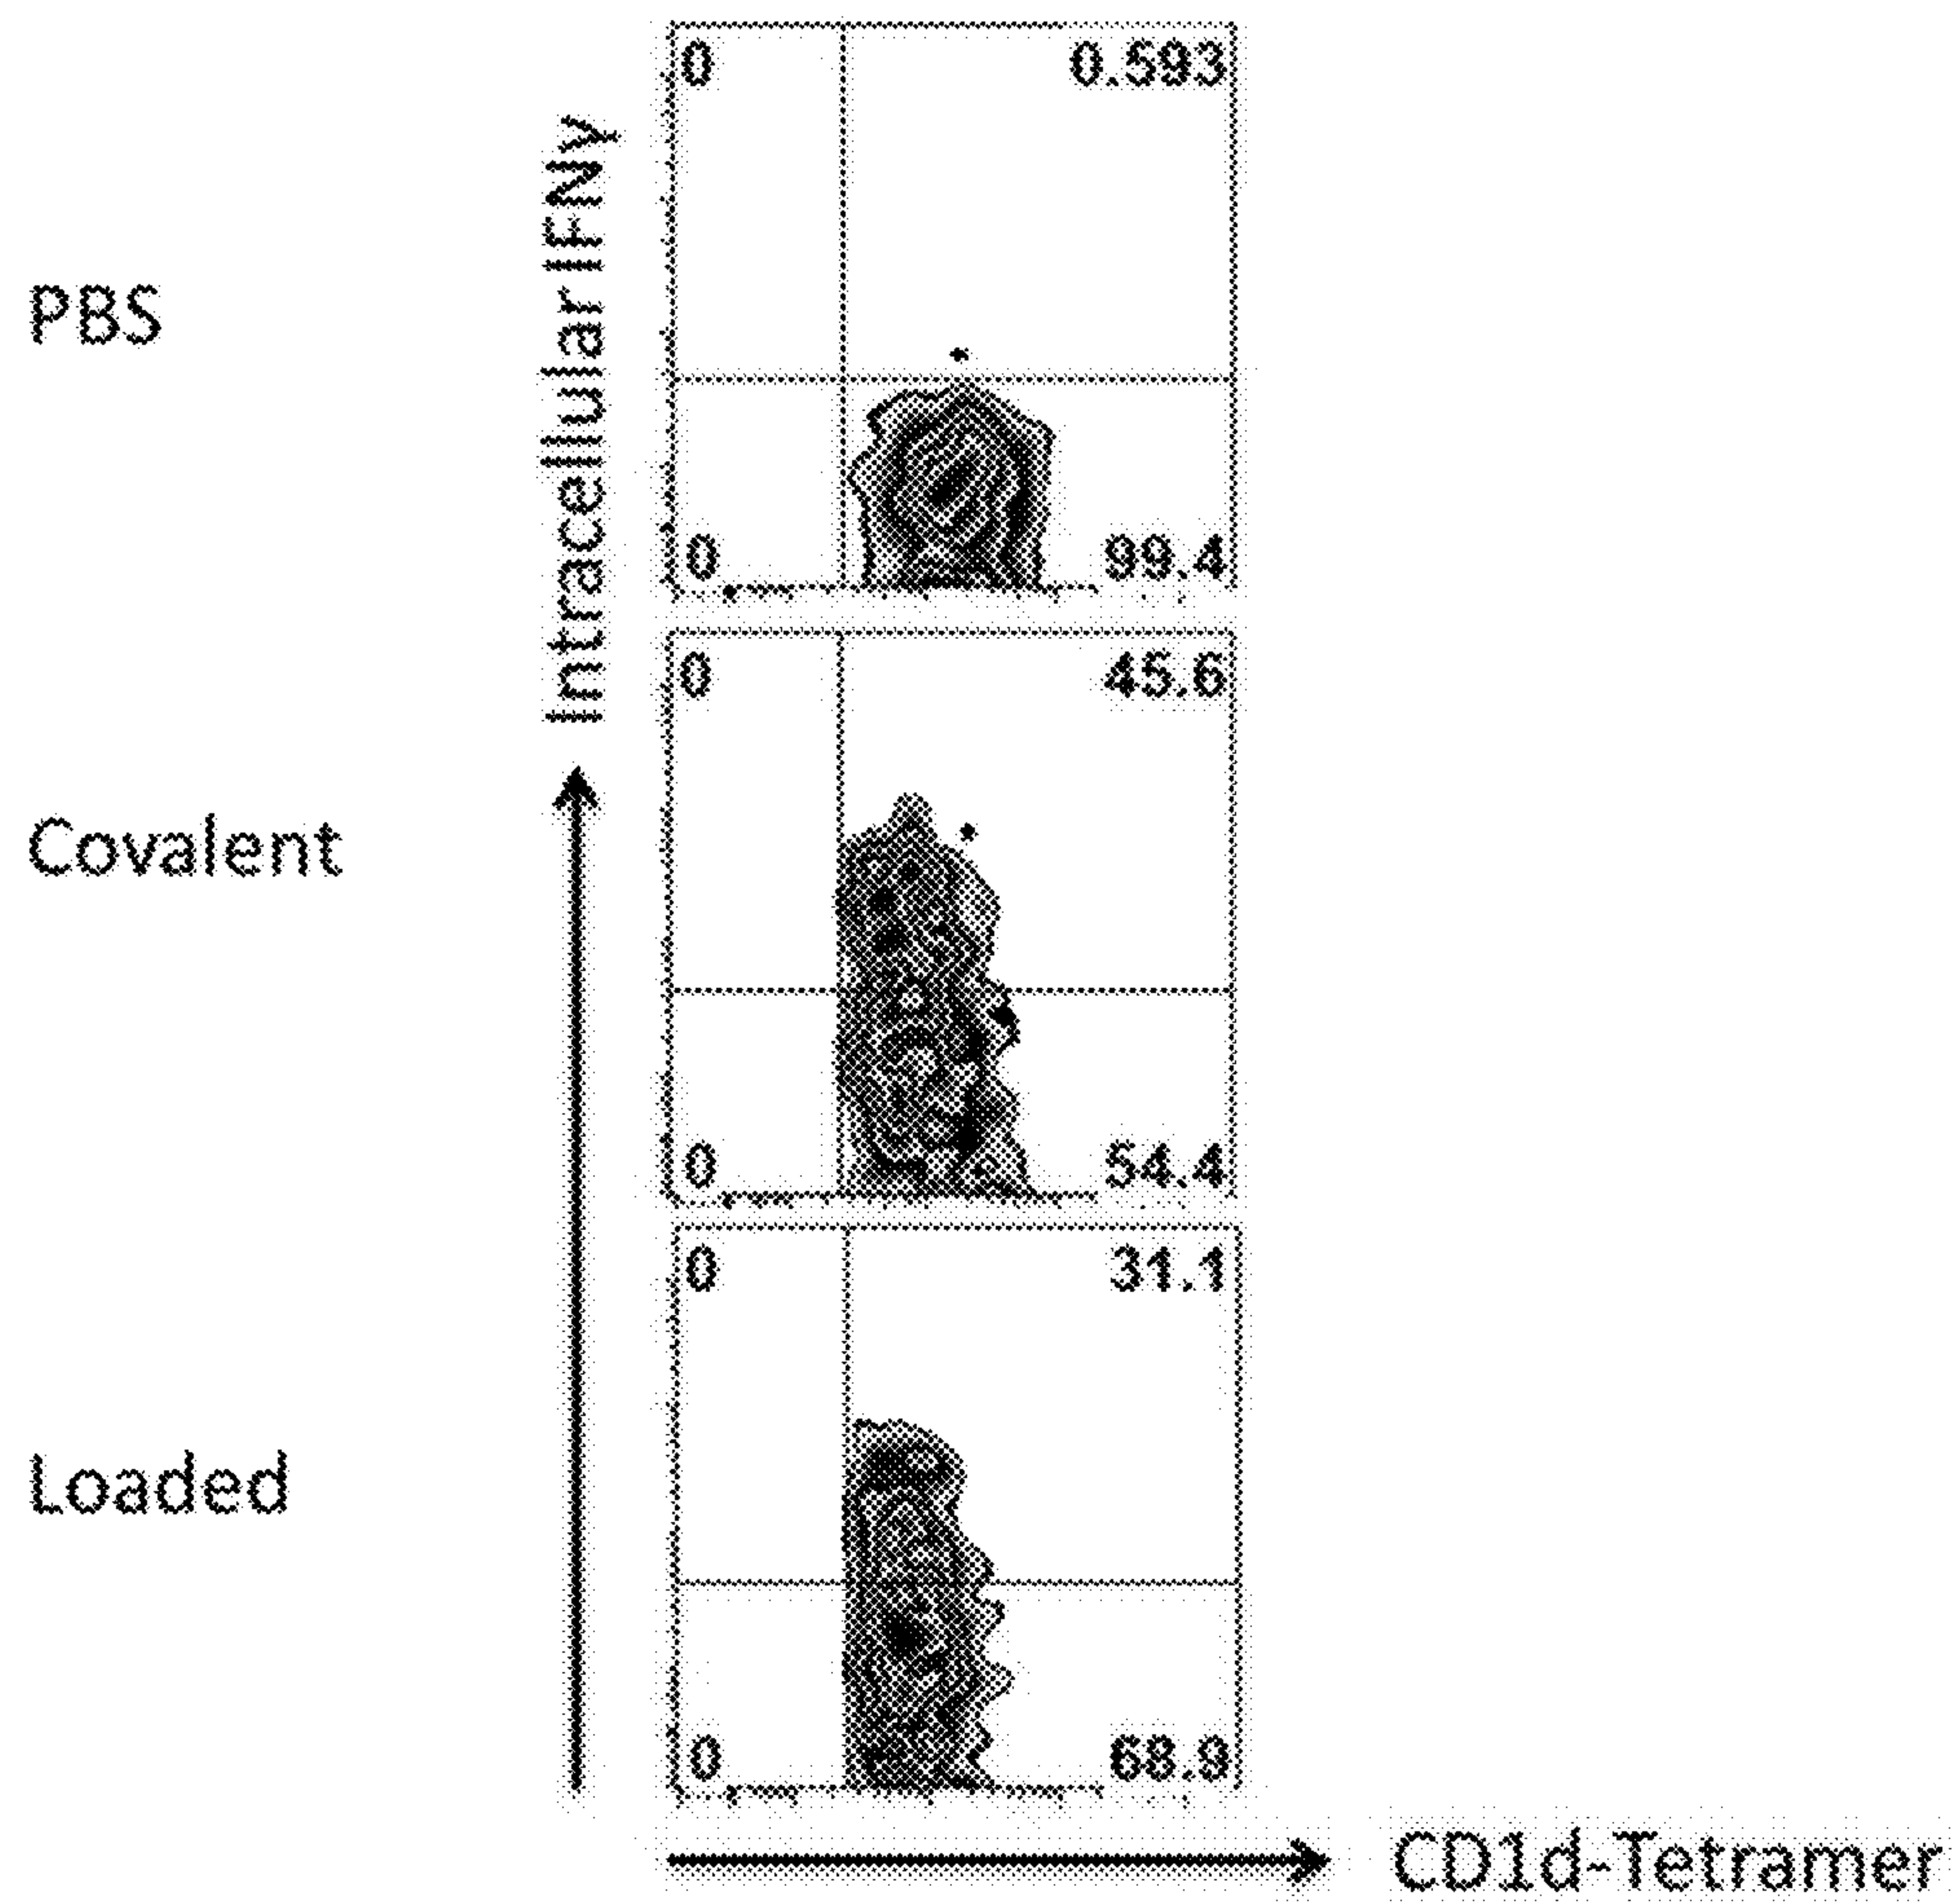 Intracellular IFNγ
PBS
0
0.593
0
99.4
Covalent
0
45.6
0
54.4
Loaded
0
31.1
0
68.9
CD1d-Tetramer